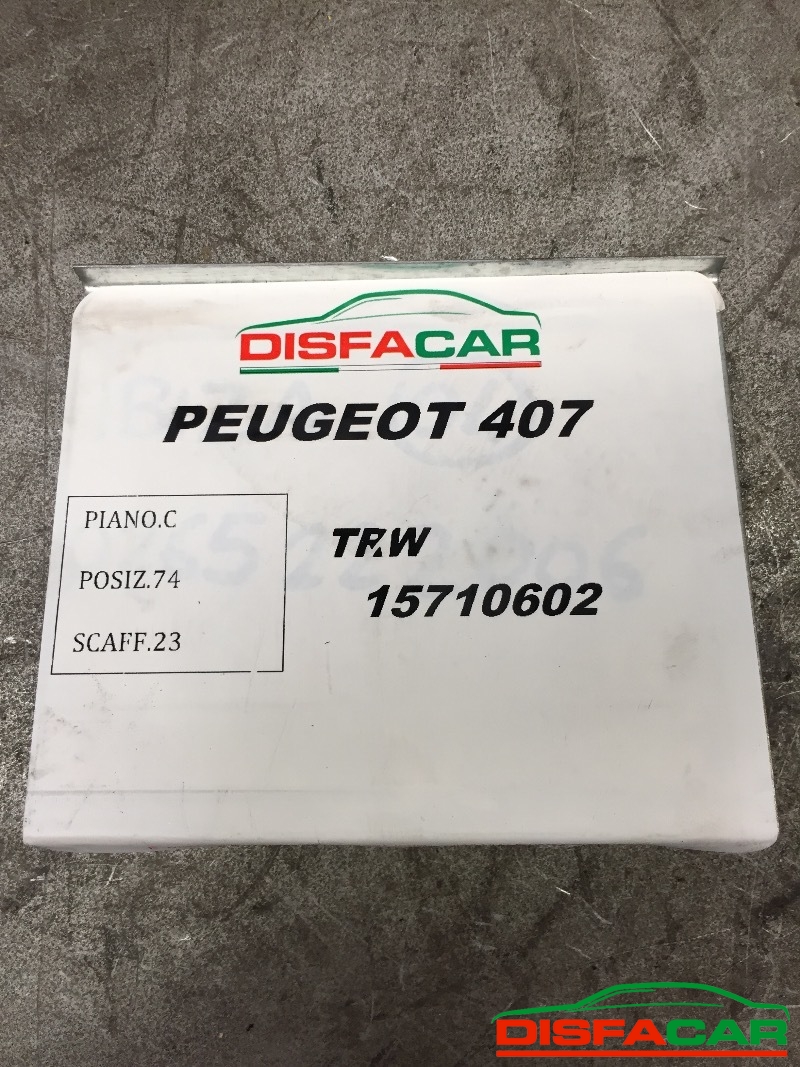 DISFACAR
PEUGEOT 407
PIANO.C
POSIZ.74
SCAFF.23
TRW
15710602
DISFACAR